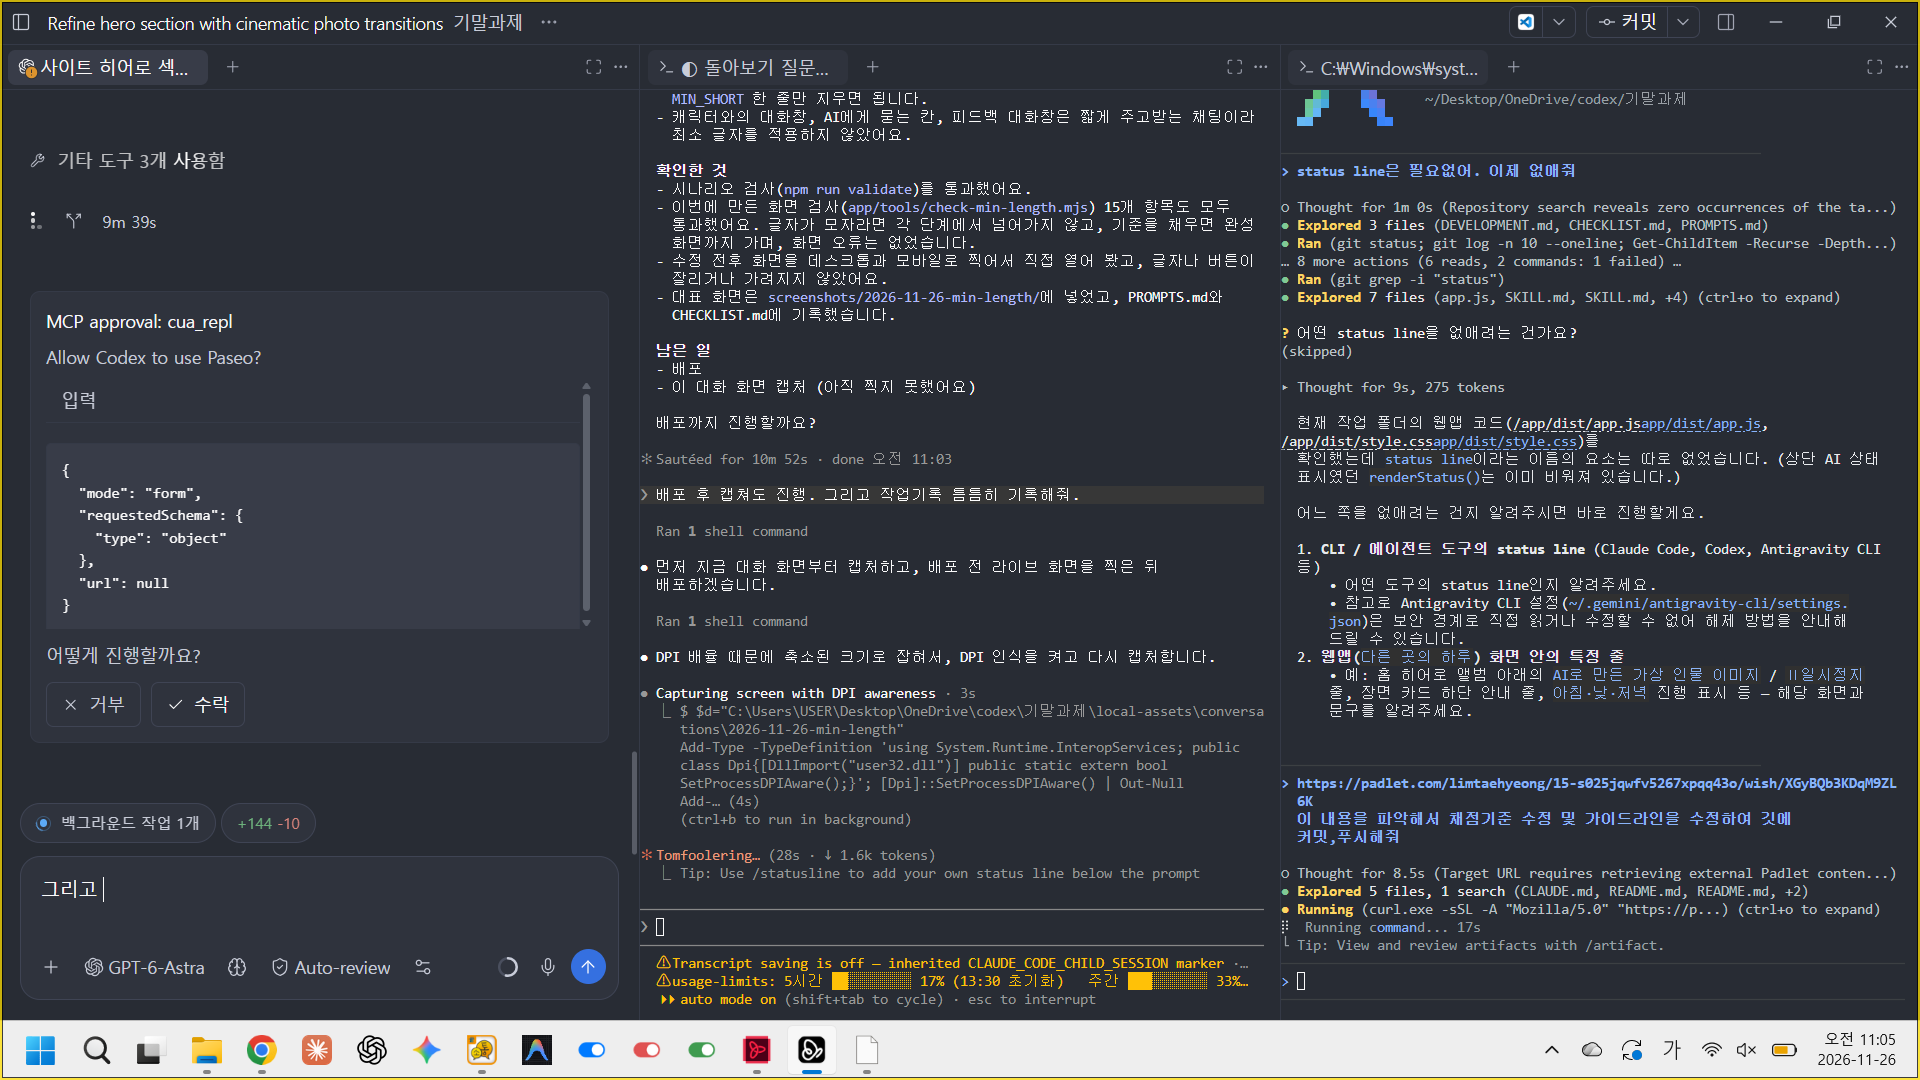 Refine hero section with cinematic photo transitions 기말과제 ···
커밋
사이트 히어로 섹...
기타 도구 3개 사용함
9m 39s
MCP approval: cua_repl
Allow Codex to use Paseo?
입력
{
"mode": "form",
"requestedSchema": {
"type": "object"
},
"url": null
}
어떻게 진행할까요?
거부
수락
백그라운드 작업 1개
+144 -10
그리고
GPT-6-Astra
Auto-review
돌아보기 질문...
MIN_SHORT 한 줄만 지우면 됩니다.
- 캐릭터와의 대화창, AI에게 묻는 칸, 피드백 대화창은 짧게 주고받는 채팅이라
최소 글자를 적용하지 않았어요.
확인한 것
- 시나리오 검사(npm run validate)를 통과했어요.
- 이번에 만든 화면 검사(app/tools/check-min-length.mjs) 15개 항목도 모두
통과했어요. 글자가 모자라면 각 단계에서 넘어가지 않고, 기준을 채우면 완성
화면까지 가며, 화면 오류는 없었습니다.
- 수정 전후 화면을 데스크톱과 모바일로 찍어서 직접 열어 봤고, 글자나 버튼이
잘리거나 가려지지 않았어요.
- 대표 화면은 screenshots/2026-11-26-min-length/에 넣었고, PROMPTS.md와
CHECKLIST.md에 기록했습니다.
남은 일
- 배포
- 이 대화 화면 캡처 (아직 찍지 못했어요)
배포까지 진행할까요?
✻ Sautéed for 10m 52s · done 오전 11:03
❯ 배포 후 캡쳐도 진행. 그리고 작업기록 틈틈히 기록해줘.
Ran 1 shell command
● 먼저 지금 대화 화면부터 캡처하고, 배포 전 라이브 화면을 찍은 뒤
배포하겠습니다.
Ran 1 shell command
● DPI 배율 때문에 축소된 크기로 잡혀서, DPI 인식을 켜고 다시 캡처합니다.
● Capturing screen with DPI awareness · 3s
⎿ $ $d="C:\Users\USER\Desktop\OneDrive\codex\기말과제\local-assets\conversa
tions\2026-11-26-min-length"
Add-Type -TypeDefinition 'using System.Runtime.InteropServices; public
class Dpi{[DllImport("user32.dll")] public static extern bool
SetProcessDPIAware();}'; [Dpi]::SetProcessDPIAware() | Out-Null
Add-… (4s)
(ctrl+b to run in background)
✻ Tomfoolering… (28s · ↓ 1.6k tokens)
⎿ Tip: Use /statusline to add your own status line below the prompt
❯
⚠Transcript saving is off — inherited CLAUDE_CODE_CHILD_SESSION marker ·…
⚠usage-limits: 5시간 17% (13:30 초기화) 주간 33%…
⏵⏵ auto mode on (shift+tab to cycle) · esc to interrupt
C:₩Windows₩syst...
~/Desktop/OneDrive/codex/기말과제
> status line은 필요없어. 이제 없애줘
○ Thought for 1m 0s (Repository search reveals zero occurrences of the ta...)
● Explored 3 files (DEVELOPMENT.md, CHECKLIST.md, PROMPTS.md)
● Ran (git status; git log -n 10 --oneline; Get-ChildItem -Recurse -Depth...)
… 8 more actions (6 reads, 2 commands: 1 failed) …
● Ran (git grep -i "status")
● Explored 7 files (app.js, SKILL.md, SKILL.md, +4) (ctrl+o to expand)
? 어떤 status line을 없애려는 건가요?
(skipped)
▸ Thought for 9s, 275 tokens
현재 작업 폴더의 웹앱 코드(/app/dist/app.jsapp/dist/app.js,
/app/dist/style.cssapp/dist/style.css)를
확인했는데 status line이라는 이름의 요소는 따로 없었습니다. (상단 AI 상태
표시였던 renderStatus()는 이미 비워져 있습니다.)
어느 쪽을 없애려는 건지 알려주시면 바로 진행할게요.
1. CLI / 에이전트 도구의 status line (Claude Code, Codex, Antigravity CLI
등)
• 어떤 도구의 status line인지 알려주세요.
• 참고로 Antigravity CLI 설정(~/.gemini/antigravity-cli/settings.
json)은 보안 경계로 직접 읽거나 수정할 수 없어 해제 방법을 안내해
드릴 수 있습니다.
2. 웹앱(다른 곳의 하루) 화면 안의 특정 줄
• 예: 홈 히어로 앨범 아래의 AI로 만든 가상 인물 이미지 / Ⅱ일시정지
줄, 장면 카드 하단 안내 줄, 아침·낮·저녁 진행 표시 등 — 해당 화면과
문구를 알려주세요.
> https://padlet.com/limtaehyeong/15-s025jqwfv5267xpqq43o/wish/XGyBQb3KDqM9ZL
6K
이 내용을 파악해서 채점기준 수정 및 가이드라인을 수정하여 깃에
커밋,푸시해줘
○ Thought for 8.5s (Target URL requires retrieving external Padlet conten...)
● Explored 5 files, 1 search (CLAUDE.md, README.md, README.md, +2)
● Running (curl.exe -sSL -A "Mozilla/5.0" "https://p...) (ctrl+o to expand)
Running command... 17s
└ Tip: View and review artifacts with /artifact.
>
가
오전 11:05
2026-11-26